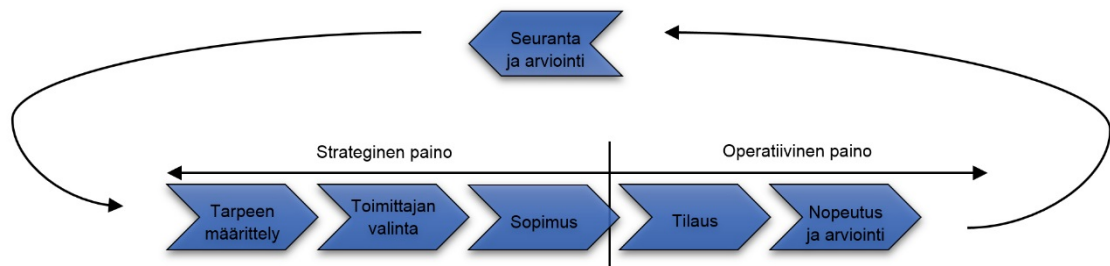 Seuranta
ja arviointi
Strateginen paino
Operatiivinen paino
Tarpeen
määrittely
Toimittajan
valinta
Sopimus
Tilaus
Nopeutus
ja arviointi